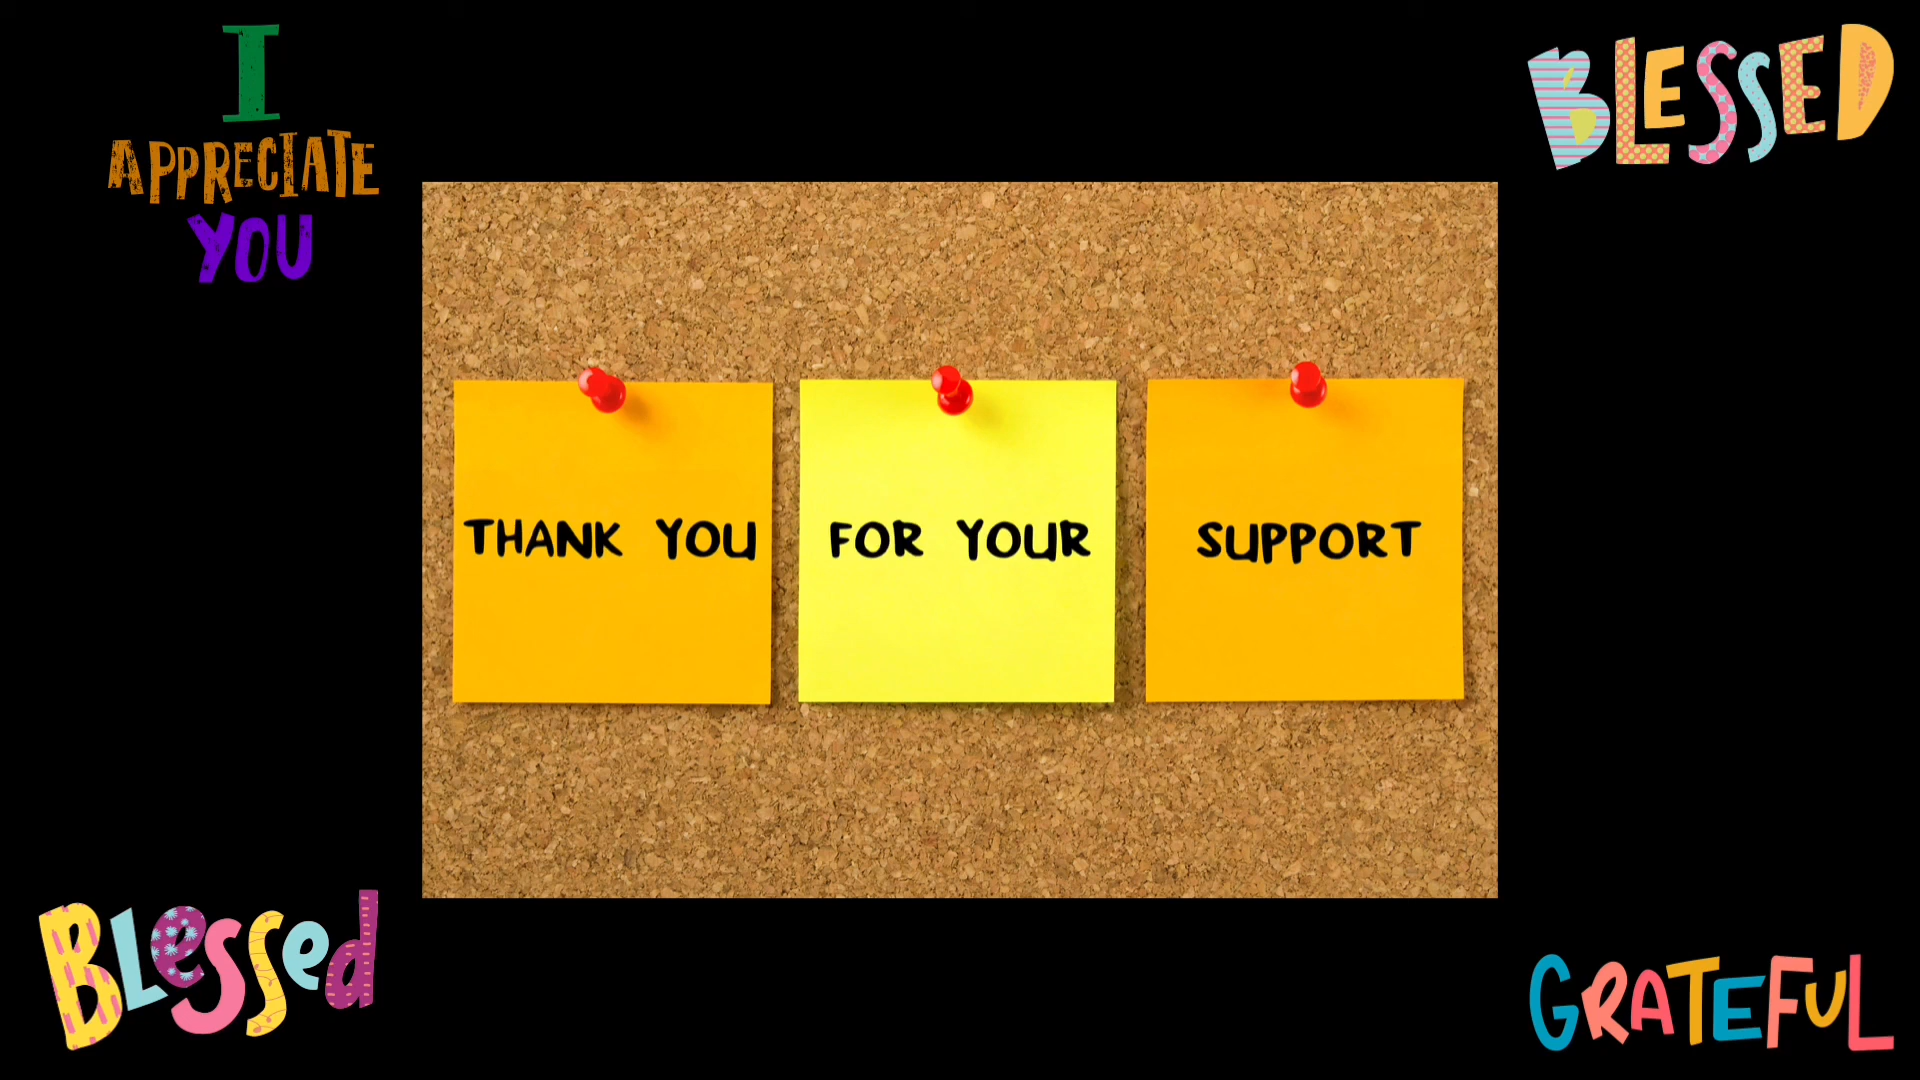 I
APPRECIATE
YOU
BLESSED
THANK YOU
FOR YOUR
SUPPORT
BLessed
GRATEFUL